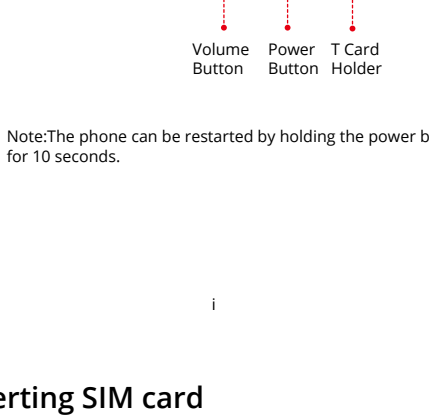 Volume Power T Card
Button Button Holder
Note:The phone can be restarted by holding the power b
for 10 seconds.
i
erting SIM card